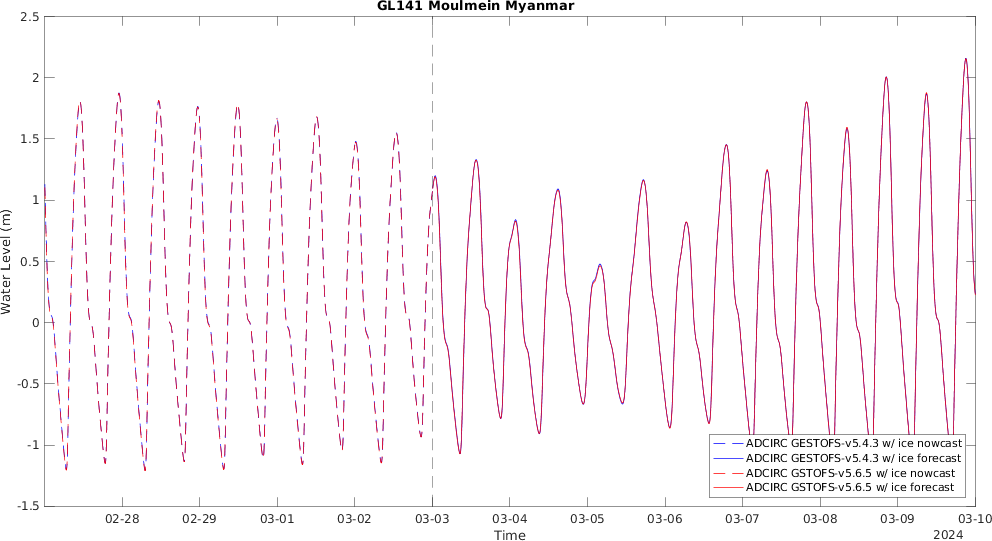 GL141 Moulmein Myanmar
2.5
2
1.5
1
0.5
0
-0.5
-1
-1.5
Water Level (m)
ADCIRC GESTOFS-v5.4.3 w/ ice nowcast
ADCIRC GESTOFS-v5.4.3 w/ ice forecast
ADCIRC GSTOFS-v5.6.5 w/ ice nowcast
ADCIRC GSTOFS-v5.6.5 w/ ice forecast
02-28 02-29 03-01 03-02 03-03 03-04 03-05 03-06 03-07 03-08 03-09 03-10
Time
2024